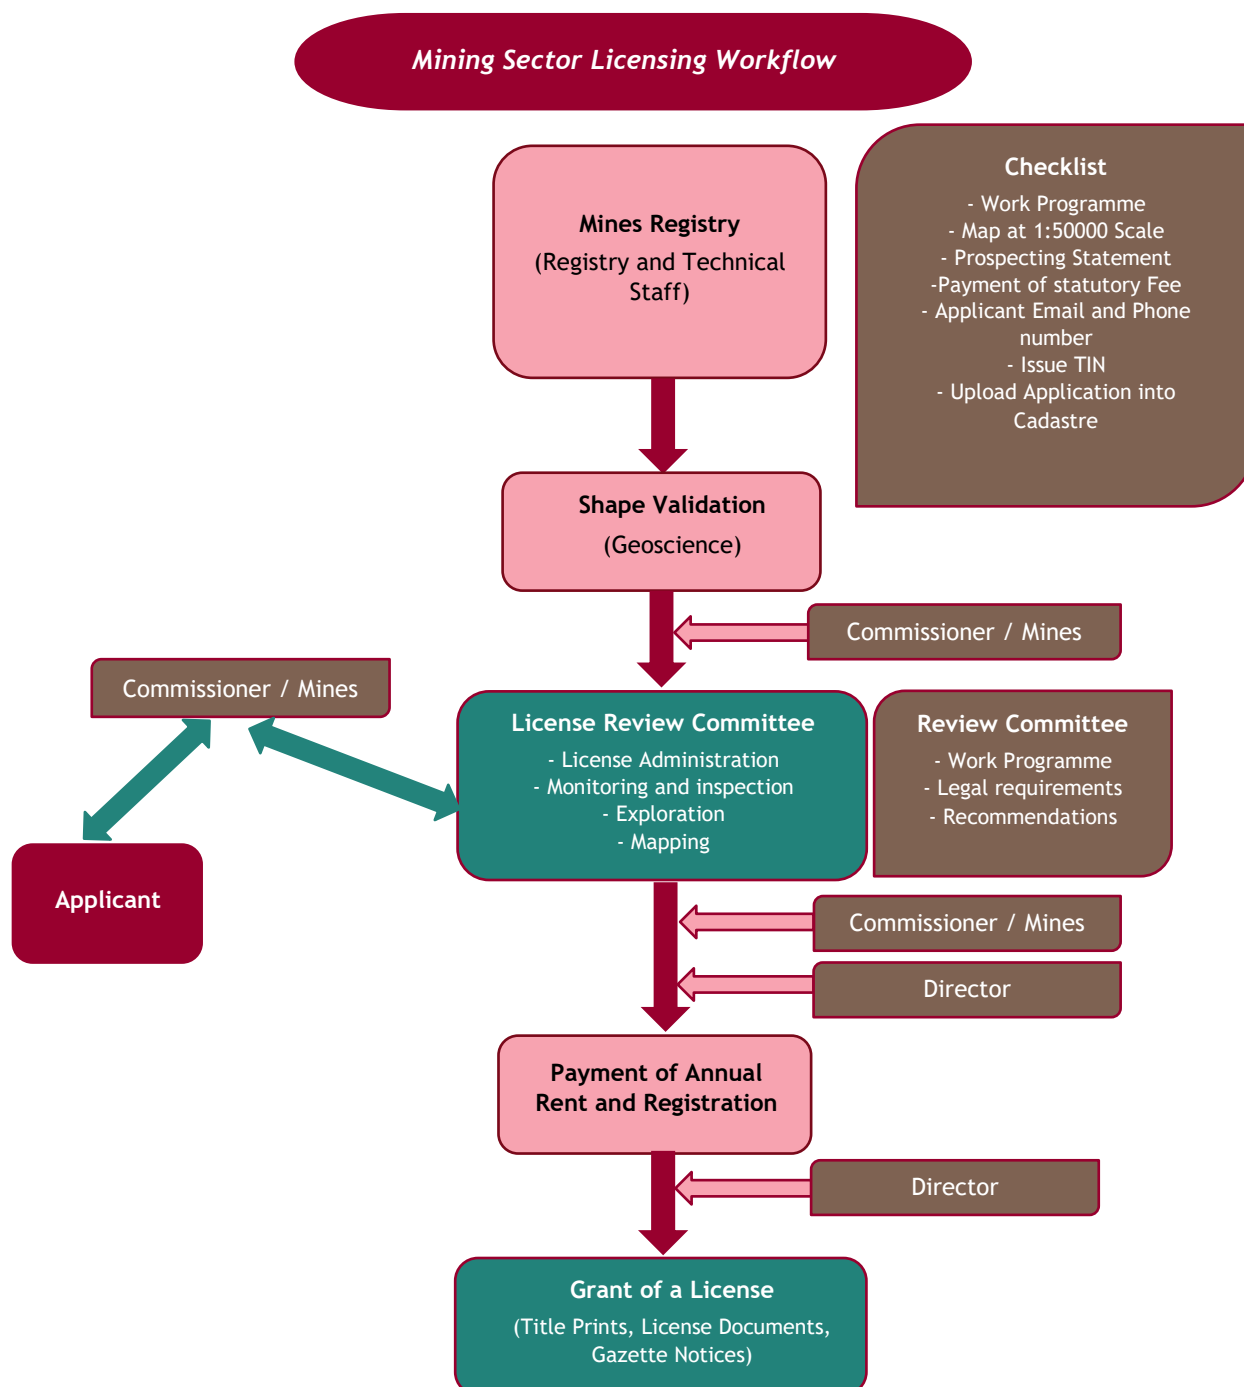 Mining Sector Licensing Workflow
Mines Registry
(Registry and Technical
Staff)
Checklist
- Work Programme
- Map at 1:50000 Scale
- Prospecting Statement
-Payment of statutory Fee
- Applicant Email and Phone
number
- Issue TIN
- Upload Application into
Cadastre
Shape Validation
(Geoscience)
Commissioner / Mines
Commissioner / Mines
License Review Committee
- License Administration
- Monitoring and inspection
- Exploration
- Mapping
Review Committee
- Work Programme
- Legal requirements
- Recommendations
Applicant
Commissioner / Mines
Director
Payment of Annual
Rent and Registration
Director
Grant of a License
(Title Prints, License Documents,
Gazette Notices)